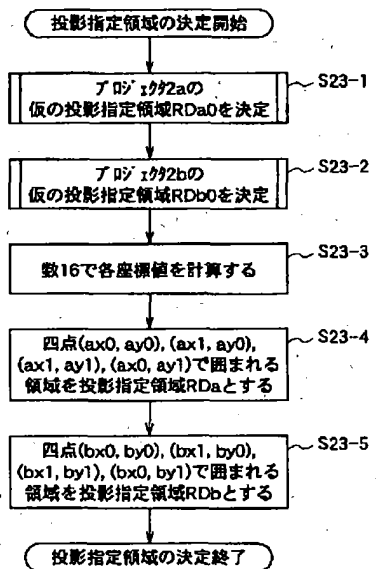 投影指定領域の決定開始
S23-1
プロジェクタ2aの
仮の投影指定領域RDa0を決定
S23-2
プロジェクタ2bの
仮の投影指定領域RDb0を決定
S23-3
数16で各座標値を計算する
S23-4
四点(ax0, ay0), (ax1, ay0),
(ax1, ay1), (ax0, ay1)で囲まれる
領域を投影指定領域RDaとする
S23-5
四点(bx0, by0), (bx1, by0),
(bx1, by1), (bx0, by1)で囲まれる
領域を投影指定領域RDbとする
投影指定領域の決定終了